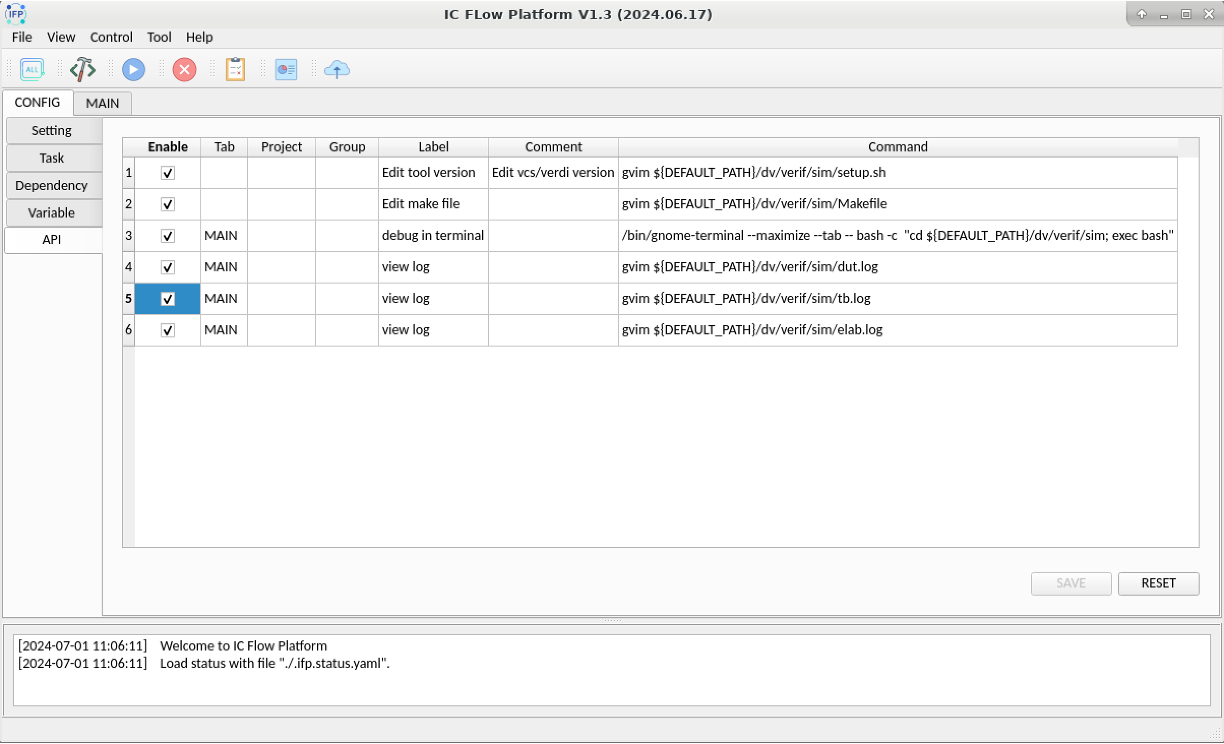 IFP
IC FLow Platform V1.3 (2024.06.17)
File View Control Tool Help
ALL
CONFIG MAIN
Setting
Task
Dependency
Variable
API
Enable Tab Project Group Label Comment Command
1 Edit tool version Edit vcs/verdi version gvim ${DEFAULT_PATH}/dv/verif/sim/setup.sh
2 Edit make file gvim ${DEFAULT_PATH}/dv/verif/sim/Makefile
3 MAIN debug in terminal /bin/gnome-terminal --maximize --tab -- bash -c "cd ${DEFAULT_PATH}/dv/verif/sim; exec bash"
4 MAIN view log gvim ${DEFAULT_PATH}/dv/verif/sim/dut.log
5 MAIN view log gvim ${DEFAULT_PATH}/dv/verif/sim/tb.log
6 MAIN view log gvim ${DEFAULT_PATH}/dv/verif/sim/elab.log
SAVE RESET
[2024-07-01 11:06:11] Welcome to IC Flow Platform
[2024-07-01 11:06:11] Load status with file "./.ifp.status.yaml".